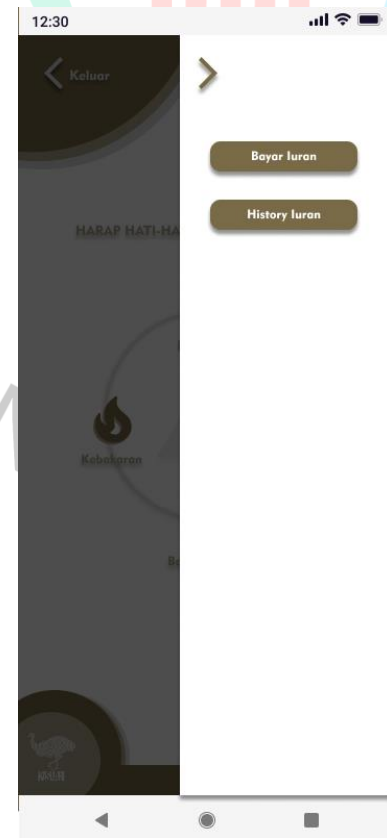 12:30
Keluar
Bayar Iuran
History Iuran
HARAP HATI-HA
Kebakaran